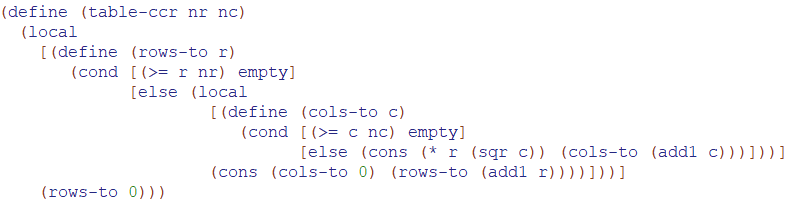 (define (table-ccr nr nc)
  (local
    [(define (rows-to r)
       (cond [(>= r nr) empty]
             [else (local
                     [(define (cols-to c)
                        (cond [(>= c nc) empty]
                              [else (cons (* r (sqr c)) (cols-to (add1 c)))]))]
                     (cons (cols-to 0) (rows-to (add1 r))))]))]
    (rows-to 0)))